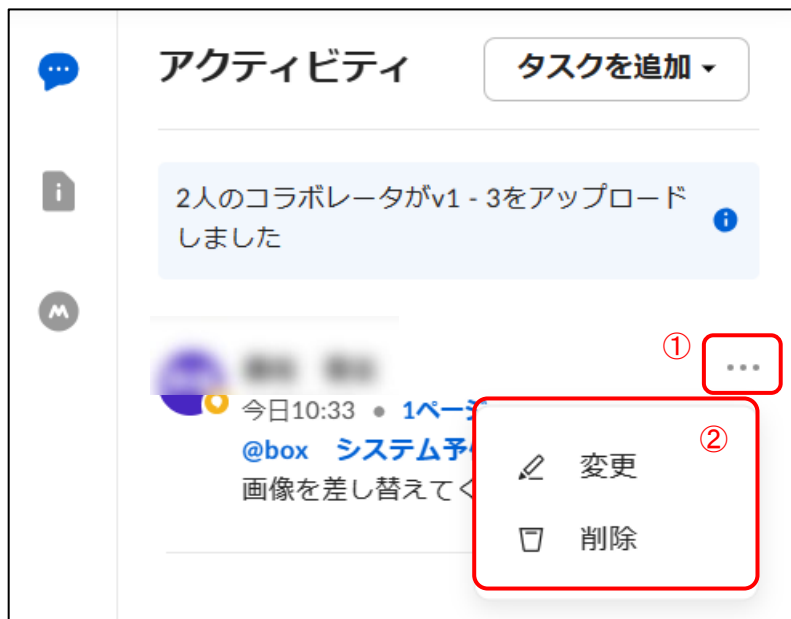 アクティビティ
タスクを追加
2人のコラボレータがv1 - 3をアップロード
しました
①
今日10:33 • 1ページ
@box システム予
画像を差し替えてく
②
変更
削除